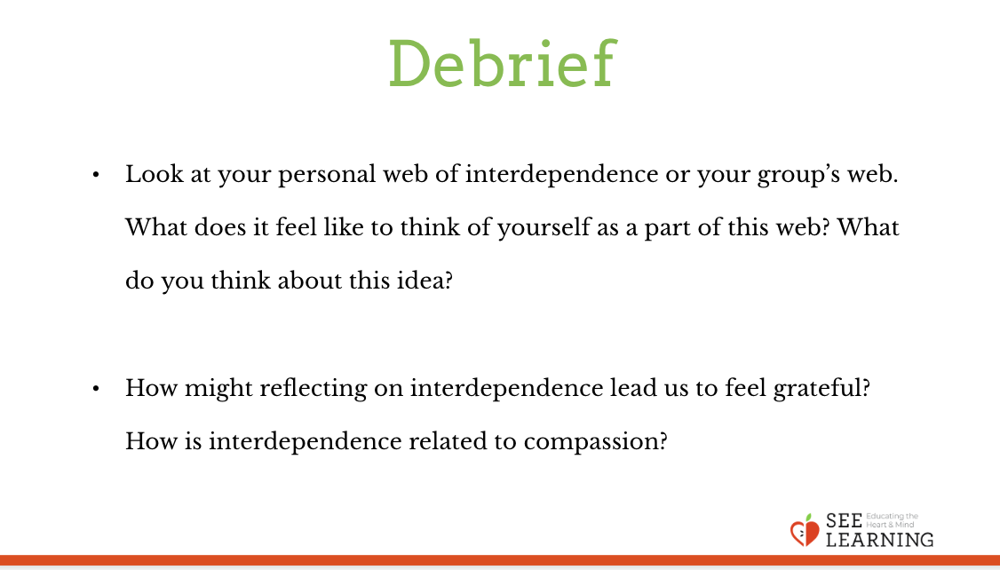 Debrief
• Look at your personal web of interdependence or your group’s web.
What does it feel like to think of yourself as a part of this web? What
do you think about this idea?
• How might reflecting on interdependence lead us to feel grateful?
How is interdependence related to compassion?
SEE Educating the
Heart & Mind
LEARNING